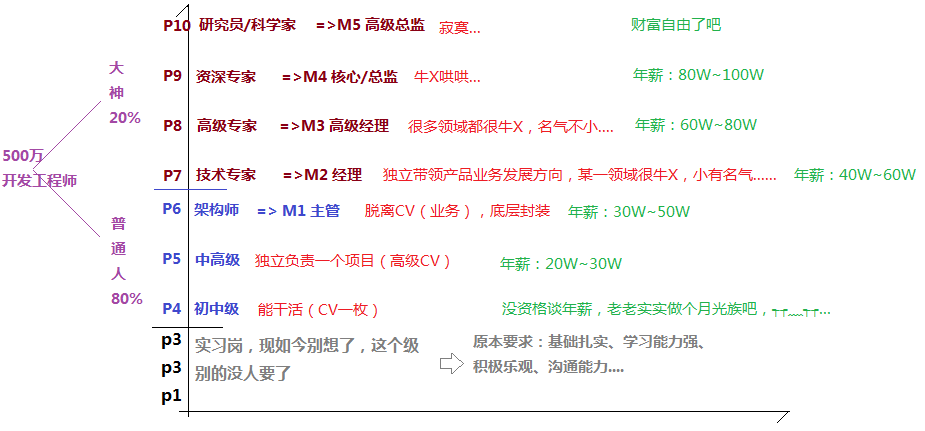 P10 研究员/科学家 =>M5 高级总监 寂寞... 财富自由了吧
P9 资深专家 =>M4 核心/总监 牛X哄哄... 年薪：80W~100W
大神20%
P8 高级专家 =>M3 高级经理 很多领域都很牛X，名气不小.... 年薪：60W~80W
500万
开发工程师
P7 技术专家 =>M2 经理 独立带领产品业务发展方向，某一领域很牛X，小有名气...... 年薪：40W~60W
P6 架构师 => M1 主管 脱离CV（业务），底层封装 年薪：30W~50W
普通人80%
P5 中高级 独立负责一个项目（高级CV） 年薪：20W~30W
P4 初中级 能干活（CV一枚） 没资格谈年薪，老老实实做个月光族吧，┭┭﹏┭┭...
p3
p3
p1
实习岗，现如今别想了，这个级
别的没人要了
原本要求：基础扎实、学习能力强、
积极乐观、沟通能力....